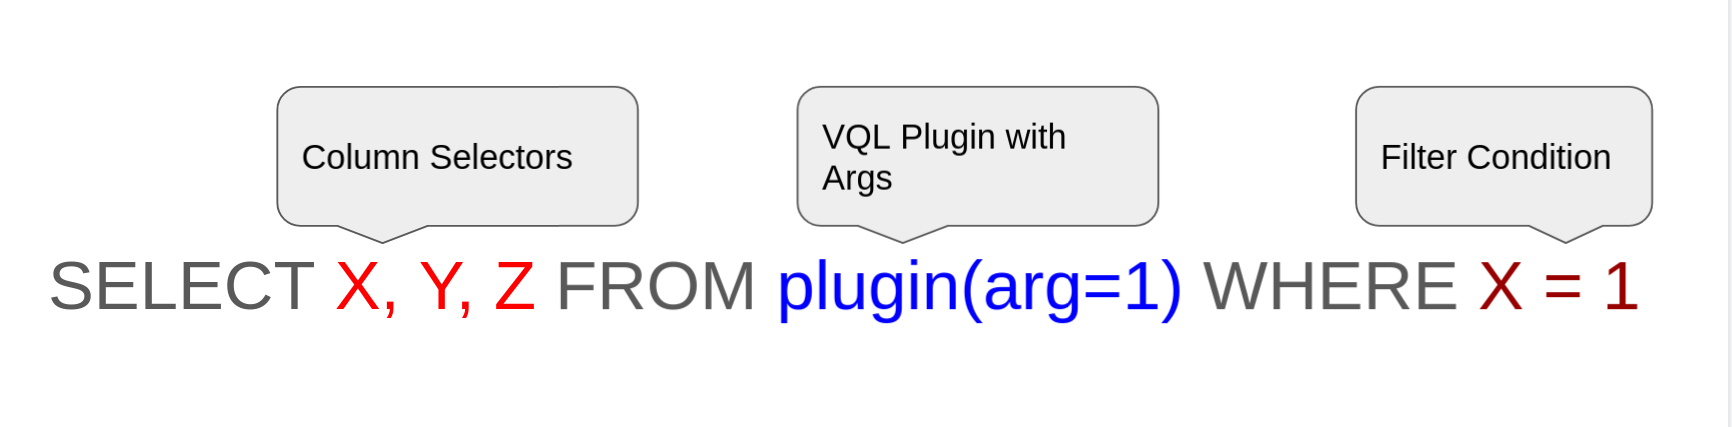 Column Selectors
VQL Plugin with
Args
Filter Condition
SELECT X, Y, Z FROM plugin(arg=1) WHERE X = 1